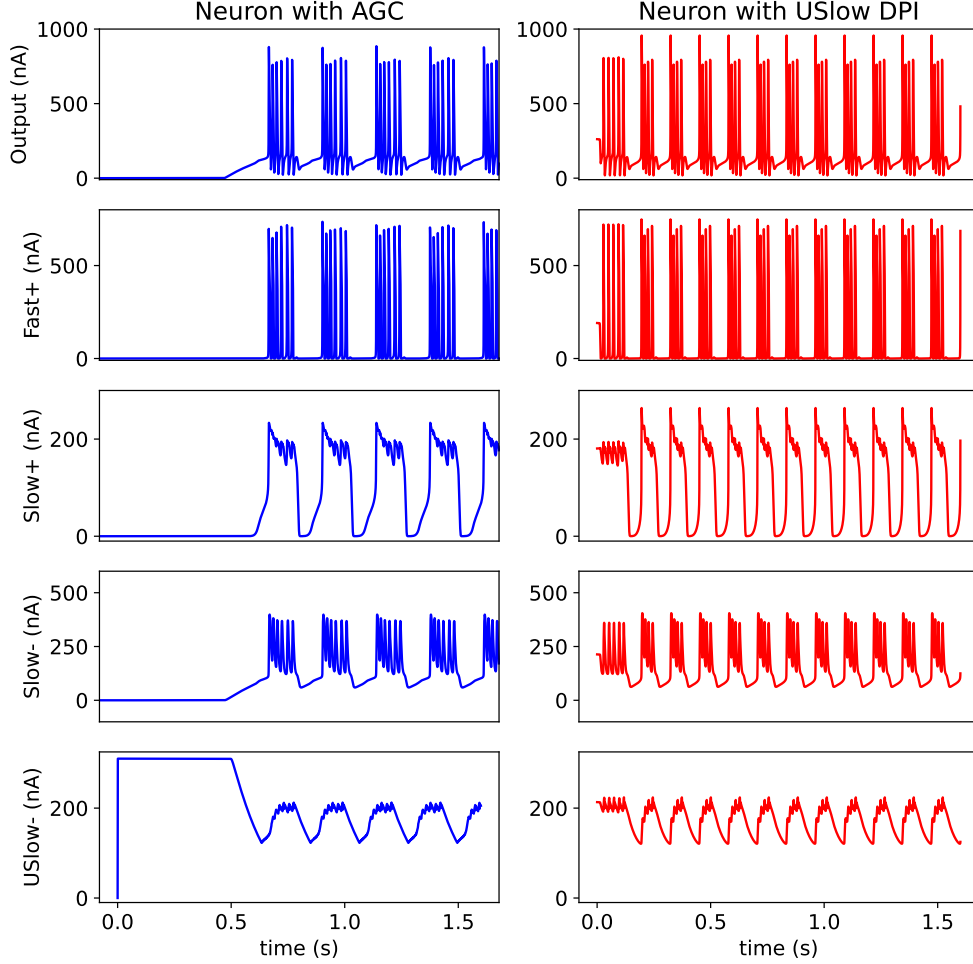 Neuron with AGC
Neuron with USlow DPI
Output (nA)
1000
500
0
1000
500
0
Fast+ (nA)
500
0
500
0
Slow+ (nA)
200
0
200
0
Slow- (nA)
500
250
0
500
250
0
USlow- (nA)
200
0
200
0
0.0 0.5 1.0 1.5
time (s)
0.0 0.5 1.0 1.5
time (s)